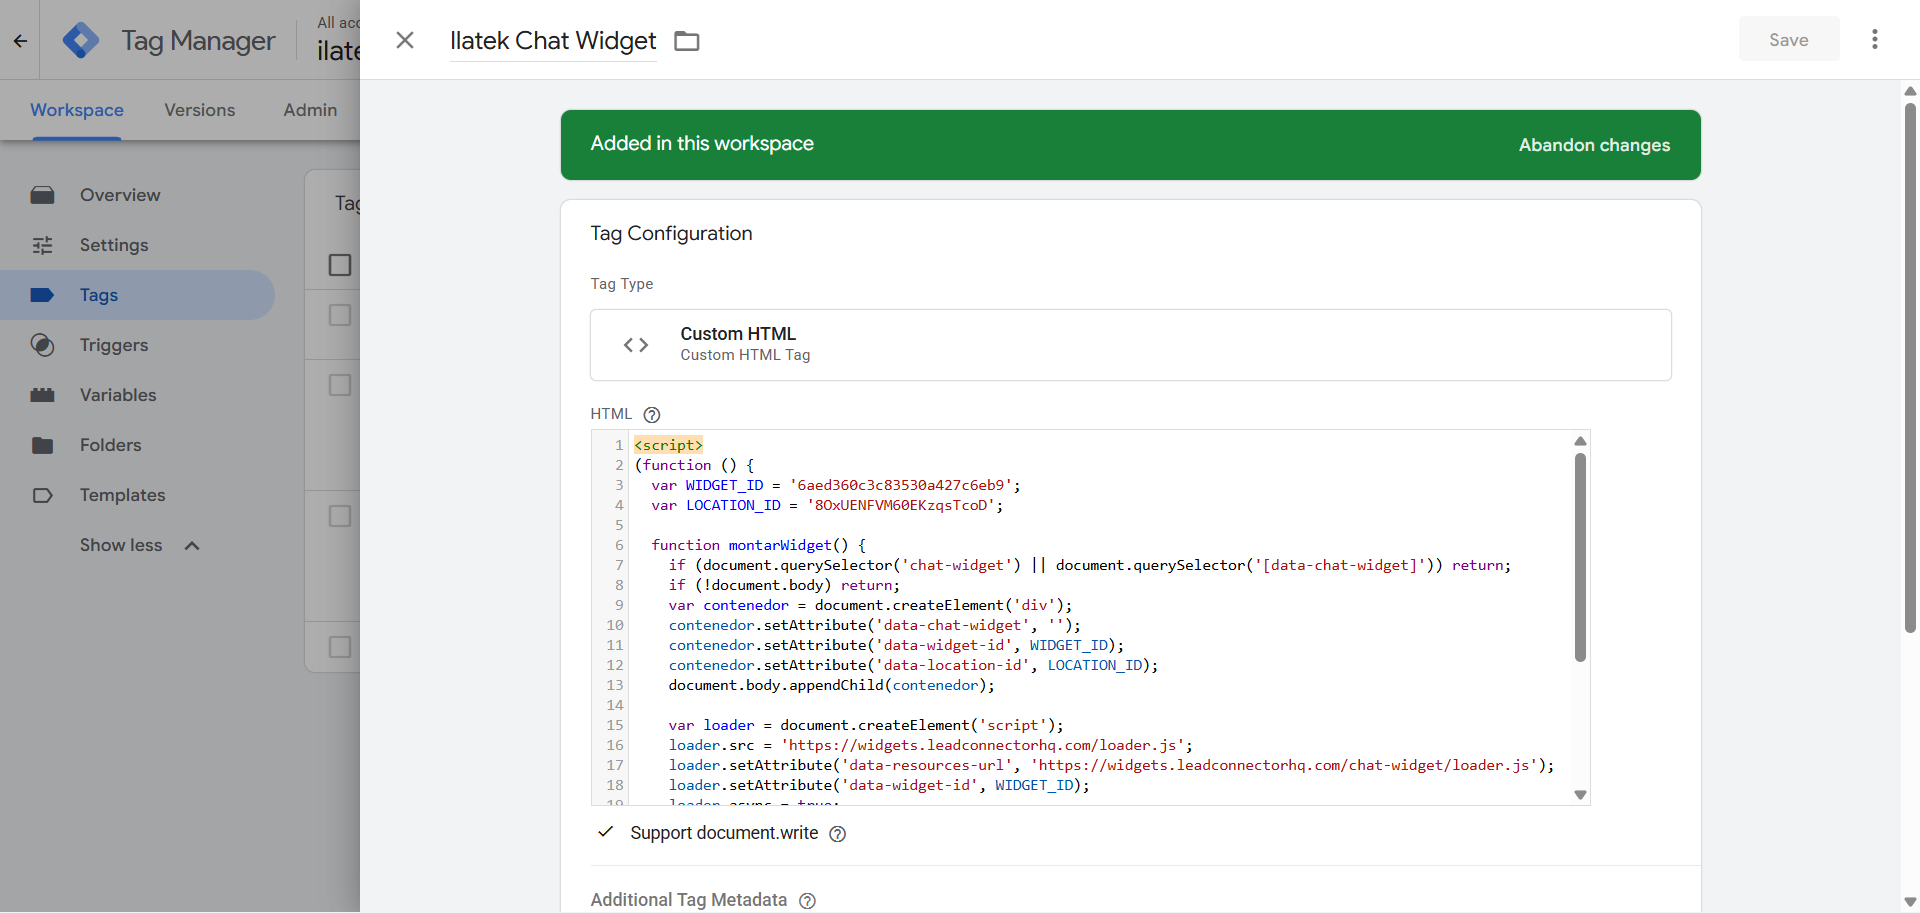 All acc
Tag Manager
ilate
Ilatek Chat Widget
Save
Workspace
Versions
Admin
Added in this workspace
Abandon changes
Overview
Settings
Tags
Triggers
Variables
Folders
Templates
Show less
Tag
Tag Configuration
Tag Type
Custom HTML
Custom HTML Tag
HTML
1 <script>
2 (function () {
3 var WIDGET_ID = '6aed360c3c83530a427c6eb9';
4 var LOCATION_ID = '8OxUENFVM60EKzqsTcoD';
5
6 function montarWidget() {
7 if (document.querySelector('chat-widget') || document.querySelector('[data-chat-widget]')) return;
8 if (!document.body) return;
9 var contenedor = document.createElement('div');
10 contenedor.setAttribute('data-chat-widget', '');
11 contenedor.setAttribute('data-widget-id', WIDGET_ID);
12 contenedor.setAttribute('data-location-id', LOCATION_ID);
13 document.body.appendChild(contenedor);
14
15 var loader = document.createElement('script');
16 loader.src = 'https://widgets.leadconnectorhq.com/loader.js';
17 loader.setAttribute('data-resources-url', 'https://widgets.leadconnectorhq.com/chat-widget/loader.js');
18 loader.setAttribute('data-widget-id', WIDGET_ID);
19 loader.async = true;
Support document.write
Additional Tag Metadata